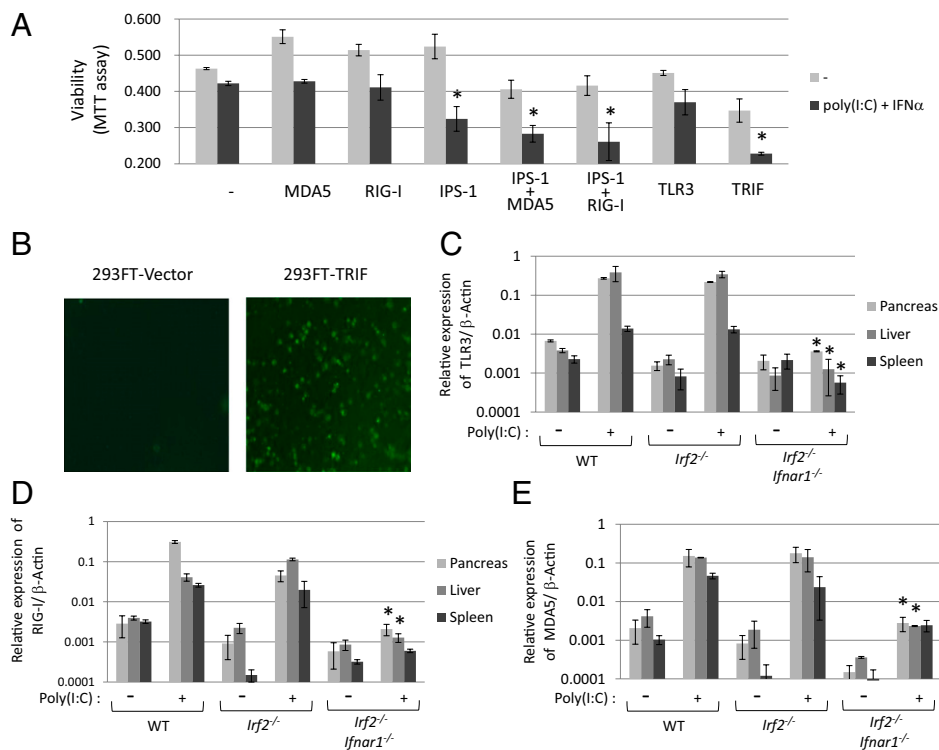 A
Viability
(MTT assay)
0.600
0.500
0.400
0.300
0.200
*
*
*
*
-
MDA5
RIG-I
IPS-1
IPS-1
+
MDA5
IPS-1
+
RIG-I
TLR3
TRIF
-
poly(I:C) + IFNα
B
293FT-Vector
293FT-TRIF
C
Relative expression
of TLR3/ β-Actin
1
0.1
0.01
0.001
0.0001
* * *
Pancreas
Liver
Spleen
Poly(I:C) : - + - + - +
WT
Irf2-/-
Irf2-/-
Ifnar1-/-
D
Relative expression of
RIG-I/ β-Actin
1
0.1
0.01
0.001
0.0001
* *
Pancreas
Liver
Spleen
Poly(I:C) : - + - + - +
WT
Irf2-/-
Irf2-/-
Ifnar1-/-
E
Relative expression
of MDA5/ β-Actin
1
0.1
0.01
0.001
0.0001
* *
Pancreas
Liver
Spleen
Poly(I:C) : - + - + - +
WT
Irf2-/-
Irf2-/-
Ifnar1-/-